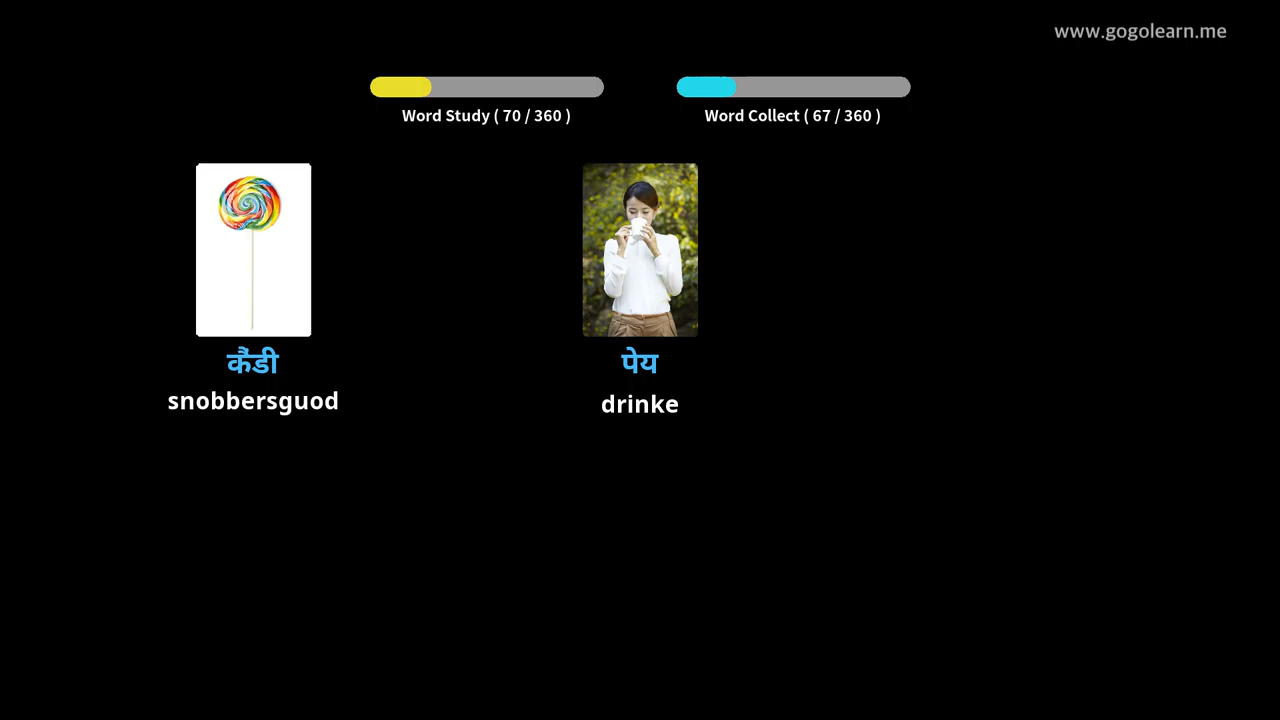 www.gogolearn.me
Word Study ( 70 / 360 )
Word Collect ( 67 / 360 )
कैंडी
snobbersguod
पेय
drinke